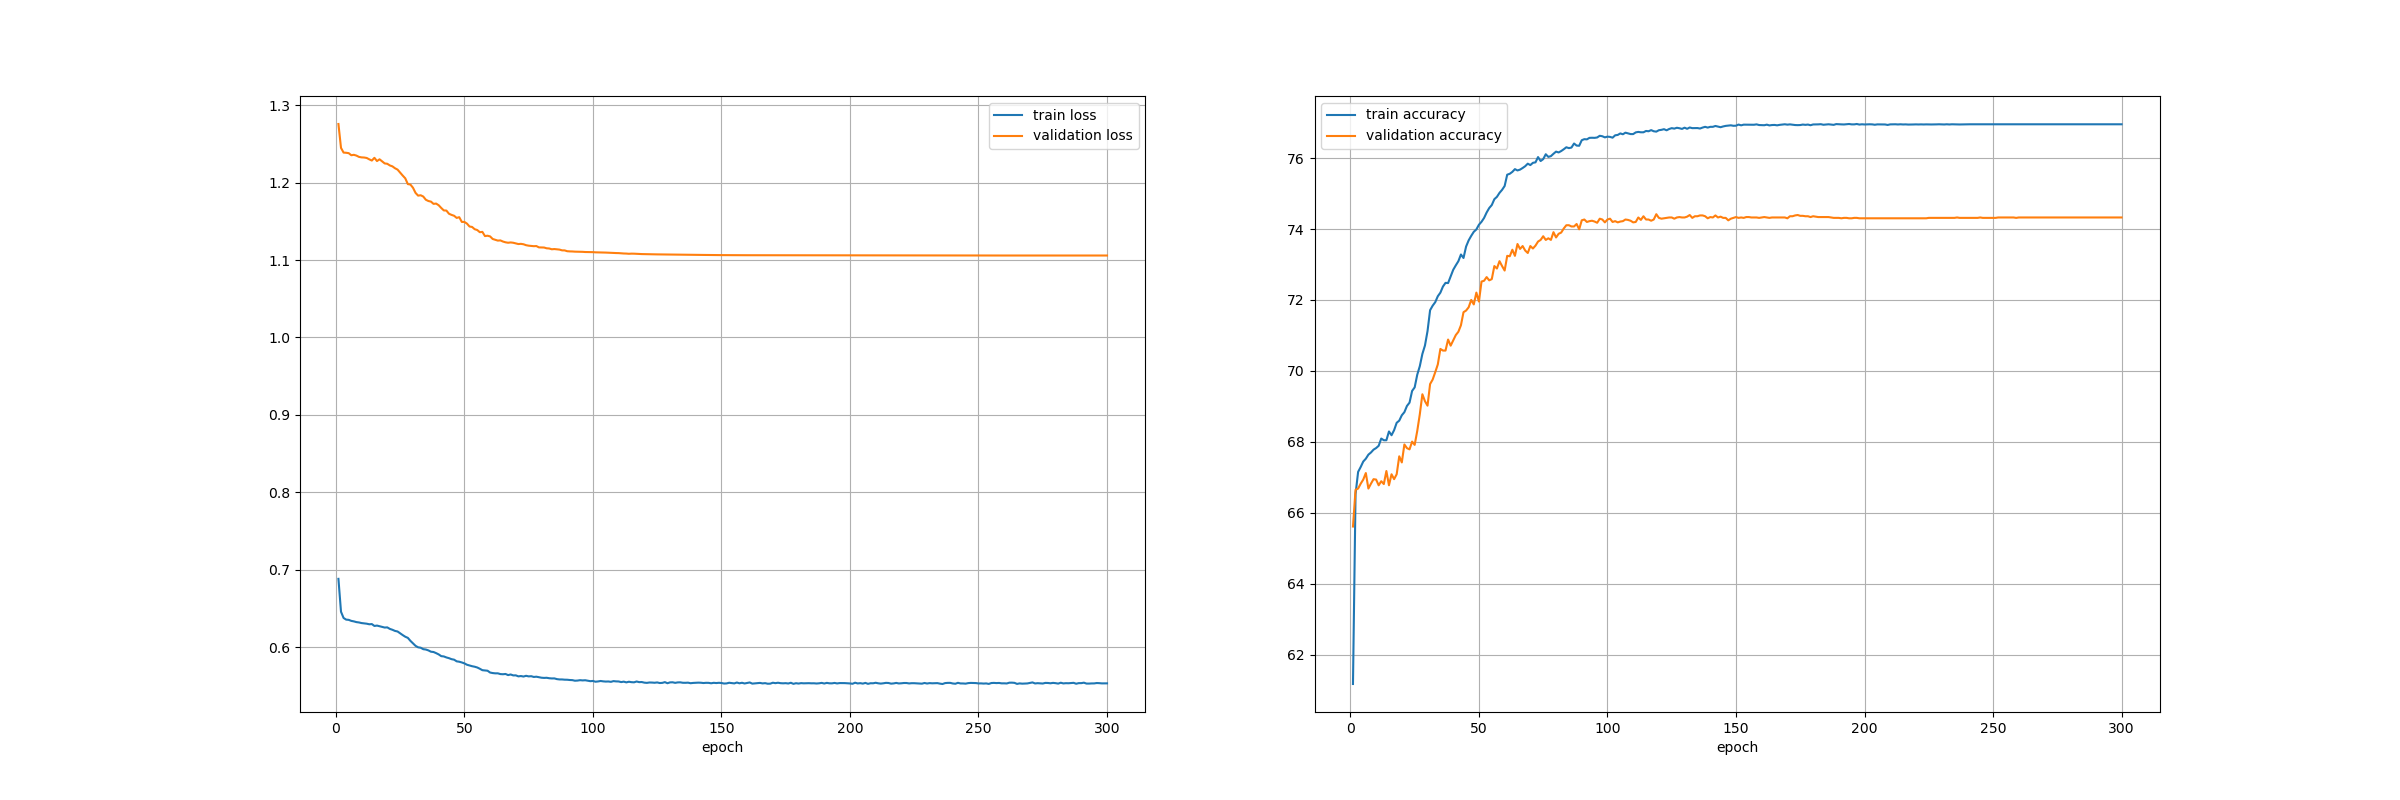 1.3
1.2
1.1
1.0
0.9
0.8
0.7
0.6
0 50 100 150 200 250 300
epoch
train loss
validation loss
76
74
72
70
68
66
64
62
0 50 100 150 200 250 300
epoch
train accuracy
validation accuracy